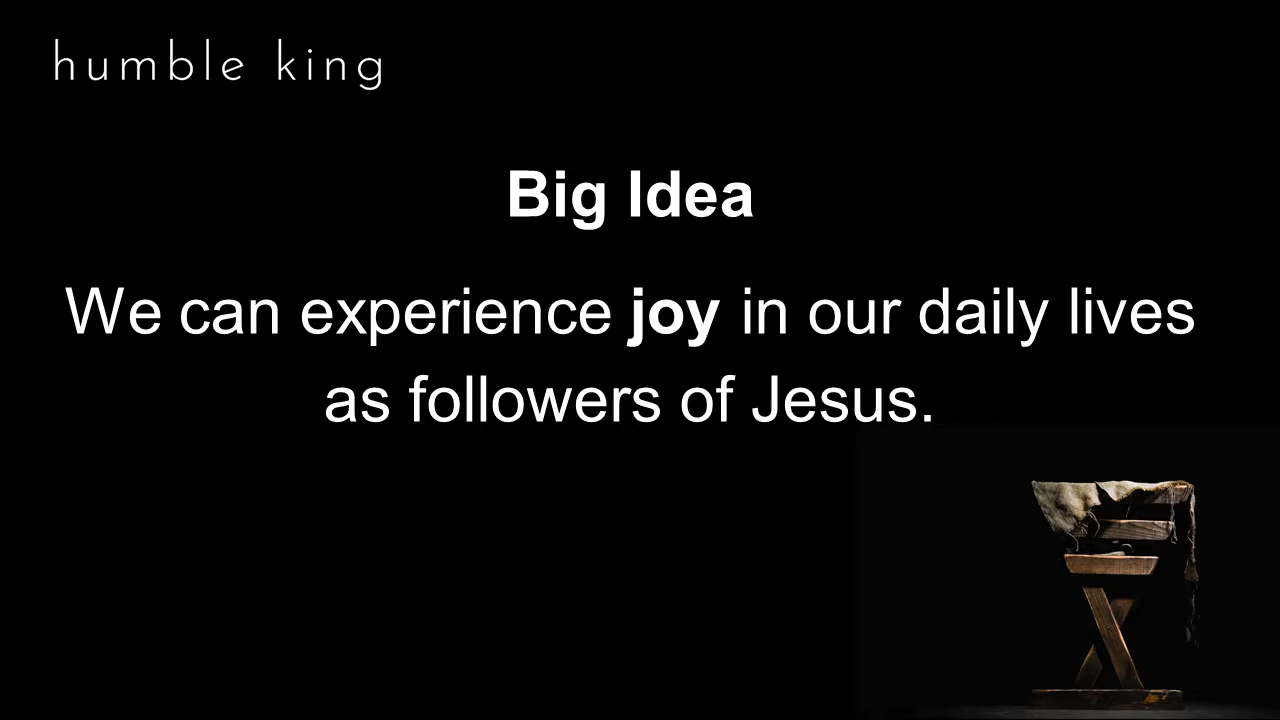 humble king
Big Idea
We can experience joy in our daily lives
as followers of Jesus.